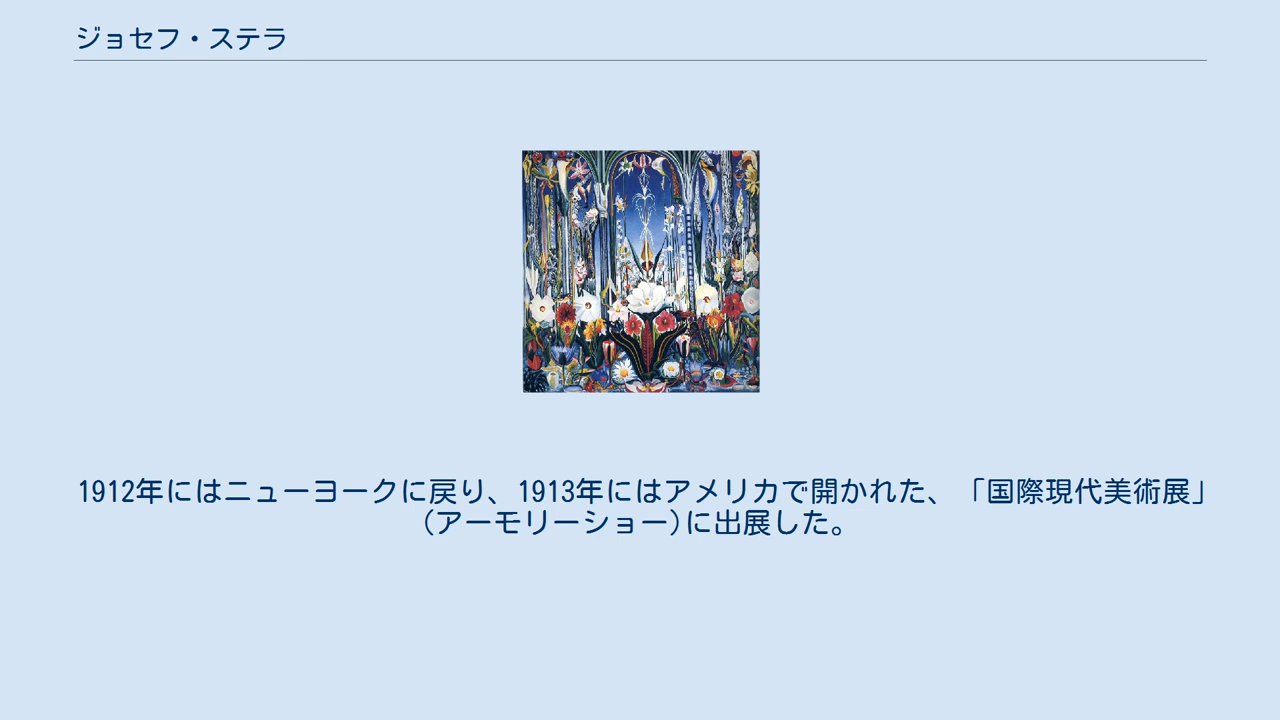 ジョセフ・ステラ
1912年にはニューヨークに戻り、1913年にはアメリカで開かれた、「国際現代美術展」
(アーモリーショー)に出展した。